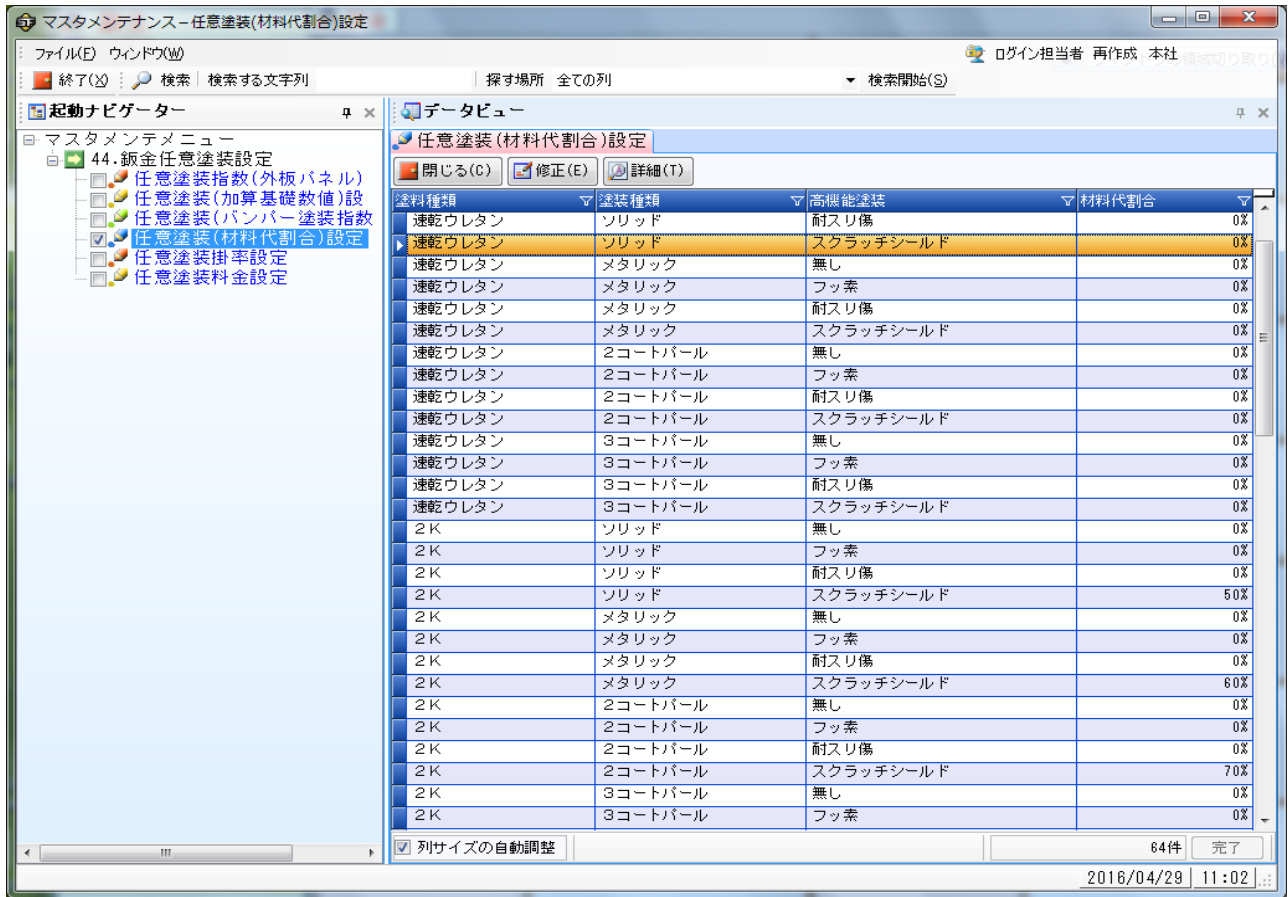 マスタメンテナンス－任意塗装(材料代割合)設定
ファイル(F) ウィンドウ(W)
ログイン担当者 再作成 本社
終了(X) 検索 検索する文字列 探す場所 全ての列 検索開始(S)
起動ナビゲーター
データビュー
マスタメンテメニュー
44.鈑金任意塗装設定
任意塗装指数(外板パネル)
任意塗装(加算基礎数値)設
任意塗装(バンパー塗装指数
任意塗装(材料代割合)設定
任意塗装掛率設定
任意塗装料金設定
任意塗装(材料代割合)設定
閉じる(C) 修正(E) 詳細(T)
塗料種類 塗装種類 高機能塗装 材料代割合
速乾ウレタン ソリッド 耐スリ傷 0%
速乾ウレタン ソリッド スクラッチシールド 0%
速乾ウレタン メタリック 無し 0%
速乾ウレタン メタリック フッ素 0%
速乾ウレタン メタリック 耐スリ傷 0%
速乾ウレタン メタリック スクラッチシールド 0%
速乾ウレタン 2コートパール 無し 0%
速乾ウレタン 2コートパール フッ素 0%
速乾ウレタン 2コートパール 耐スリ傷 0%
速乾ウレタン 2コートパール スクラッチシールド 0%
速乾ウレタン 3コートパール 無し 0%
速乾ウレタン 3コートパール フッ素 0%
速乾ウレタン 3コートパール 耐スリ傷 0%
速乾ウレタン 3コートパール スクラッチシールド 0%
2K ソリッド 無し 0%
2K ソリッド フッ素 0%
2K ソリッド 耐スリ傷 0%
2K ソリッド スクラッチシールド 50%
2K メタリック 無し 0%
2K メタリック フッ素 0%
2K メタリック 耐スリ傷 0%
2K メタリック スクラッチシールド 60%
2K 2コートパール 無し 0%
2K 2コートパール フッ素 0%
2K 2コートパール 耐スリ傷 0%
2K 2コートパール スクラッチシールド 70%
2K 3コートパール 無し 0%
2K 3コートパール フッ素 0%
列サイズの自動調整 64件 完了
2016/04/29 11:02